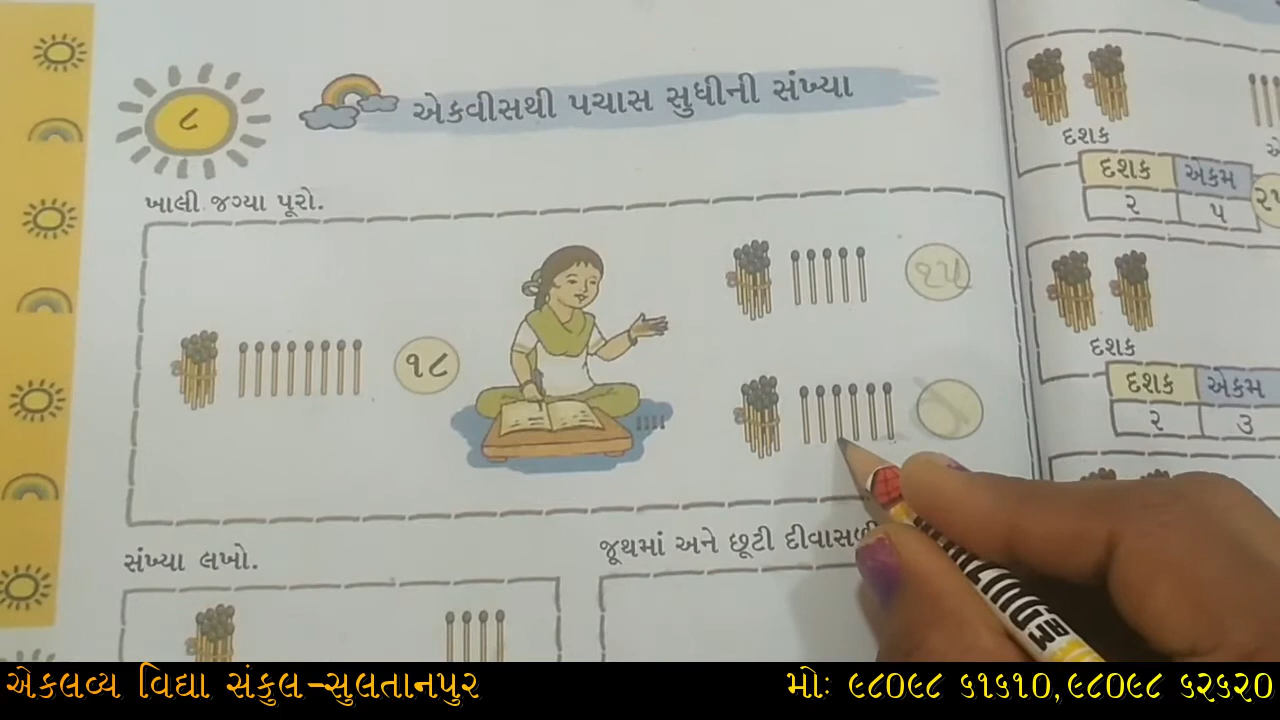 ૮
એકવીસથી પચાસ સુધીની સંખ્યા
ખાલી જગ્યા પૂરો.
૧૮
૧૫
સંખ્યા લખો.
જૂથમાં અને છૂટી
દશક
દશક એકમ
૨ ૫
૨૫
દશક
દશક એકમ
૨ ૩
એકલવ્ય વિદ્યા સંકુલ-સુલતાનપુર
મોઃ ૯૮૦૯૮ ૬૧૬૧૦,૯૮૦૯૮ ૬૨૬૨૦